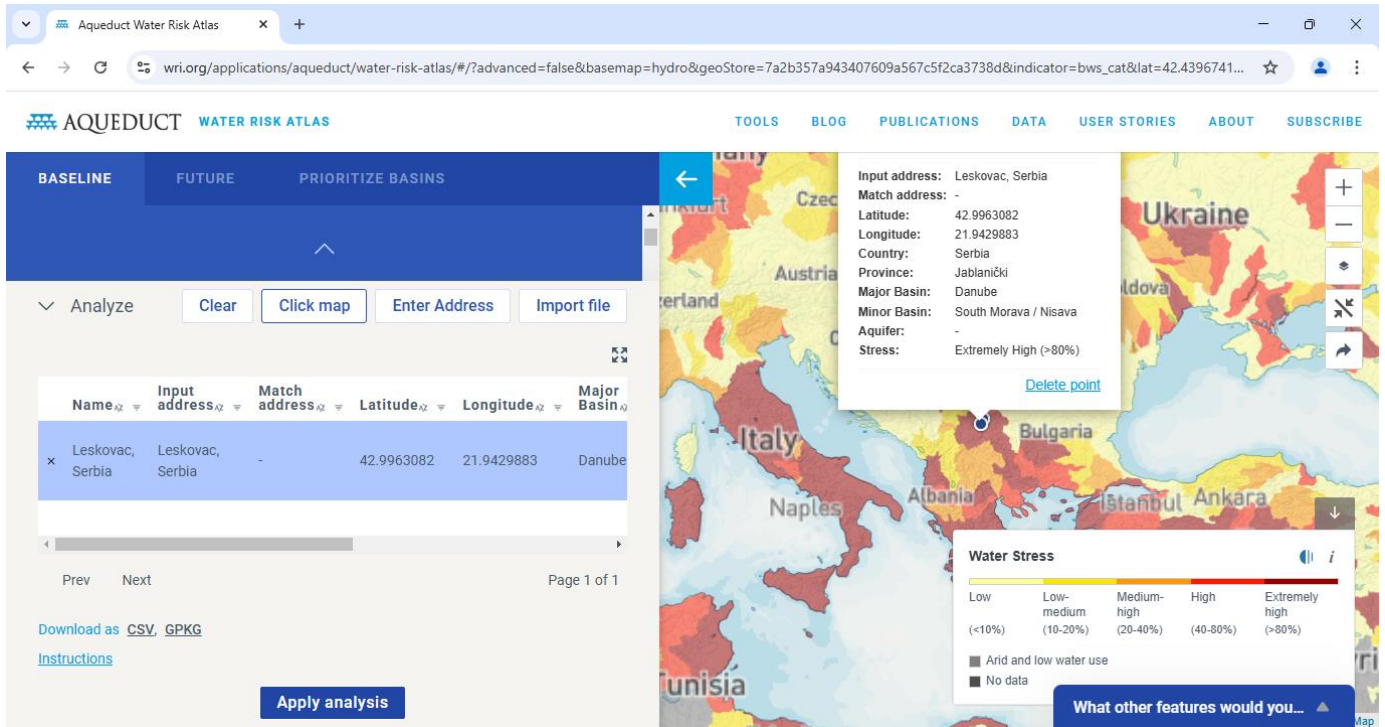 Aqueduct Water Risk Atlas
wri.org/applications/aqueduct/water-risk-atlas/#/?advanced=false&basemap=hydro&geoStore=7a2b357a943407609a567c5f2ca3738d&indicator=bws_cat&lat=42.4396741...
AQUEDUCT WATER RISK ATLAS
TOOLS BLOG PUBLICATIONS DATA USER STORIES ABOUT SUBSCRIBE
BASELINE FUTURE PRIORITIZE BASINS
Analyze Clear Click map Enter Address Import file
Name Input address Match address Latitude Longitude Major Basin
Leskovac, Serbia Leskovac, Serbia - 42.9963082 21.9429883 Danube
Prev Next Page 1 of 1
Download as CSV, GPKG
Instructions
Apply analysis
Input address: Leskovac, Serbia
Match address: -
Latitude: 42.9963082
Longitude: 21.9429883
Country: Serbia
Province: Jablanički
Major Basin: Danube
Minor Basin: South Morava / Nisava
Aquifer: -
Stress: Extremely High (>80%)
Delete point
Czec
Ukraine
Austria
ldova
erland
Italy
Bulgaria
Naples
Albania
Istanbul Ankara
Tunisia
Water Stress
Low Low-medium Medium-high High Extremely high
(<10%) (10-20%) (20-40%) (40-80%) (>80%)
Arid and low water use
No data
What other features would you...
Map